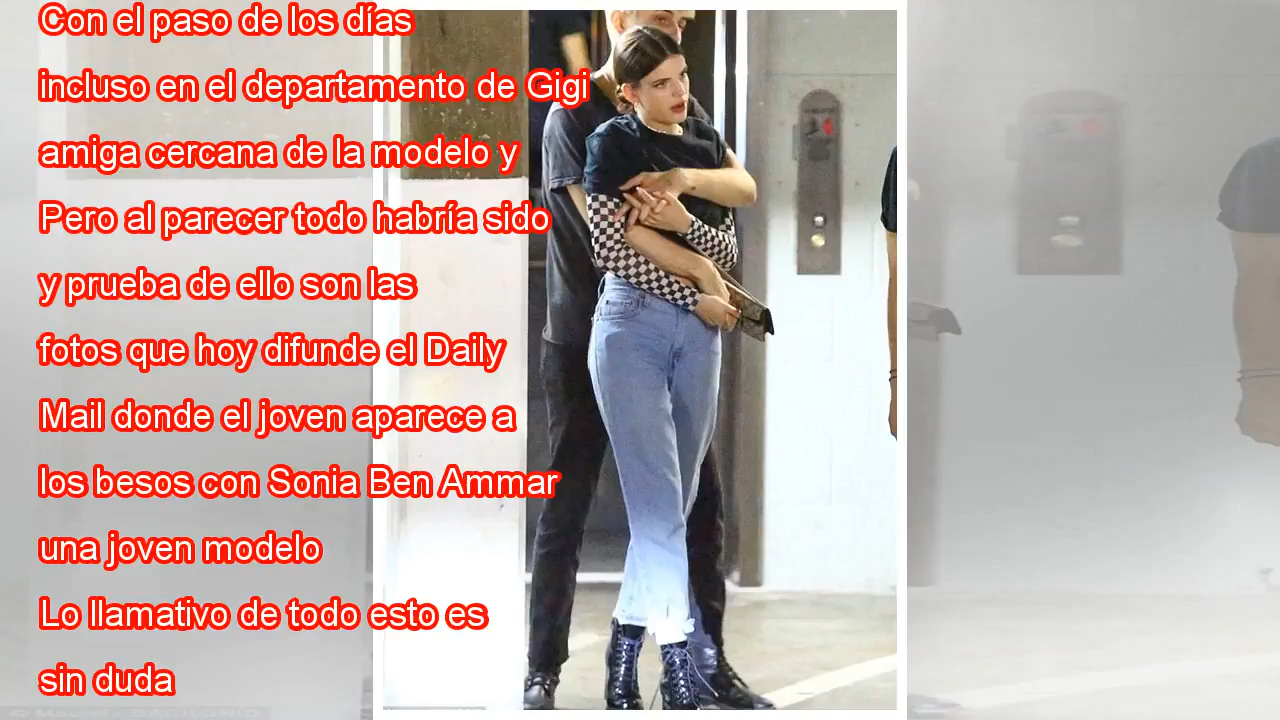 Con el paso de los días
incluso en el departamento de Gigi
amiga cercana de la modelo y
Pero al parecer todo habría sido
y prueba de ello son las
fotos que hoy difunde el Daily
Mail donde el joven aparece a
los besos con Sonia Ben Ammar
una joven modelo
Lo llamativo de todo esto es
sin duda